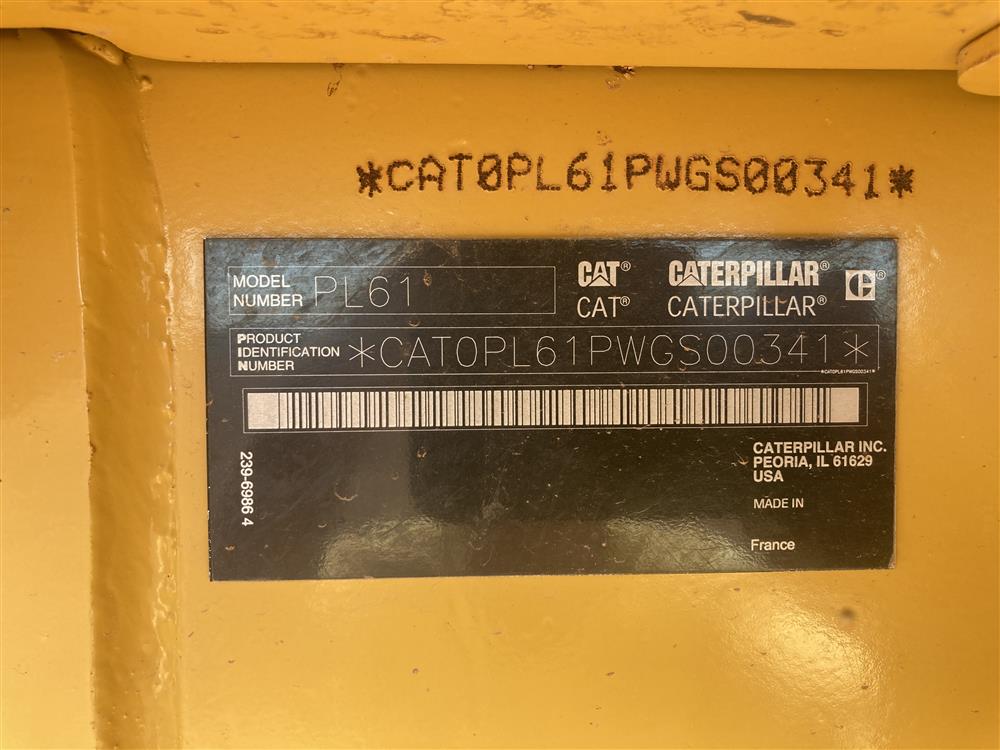 *CAT0PL61PWGS00341*
MODEL NUMBER PL61
CAT® CATERPILLAR® ®
CAT® CATERPILLAR®
PRODUCT IDENTIFICATION NUMBER *CAT0PL61PWGS00341*
*CAT0PL61PWGS00341*
239-6986 4
CATERPILLAR INC.
PEORIA, IL 61629
USA
MADE IN
France